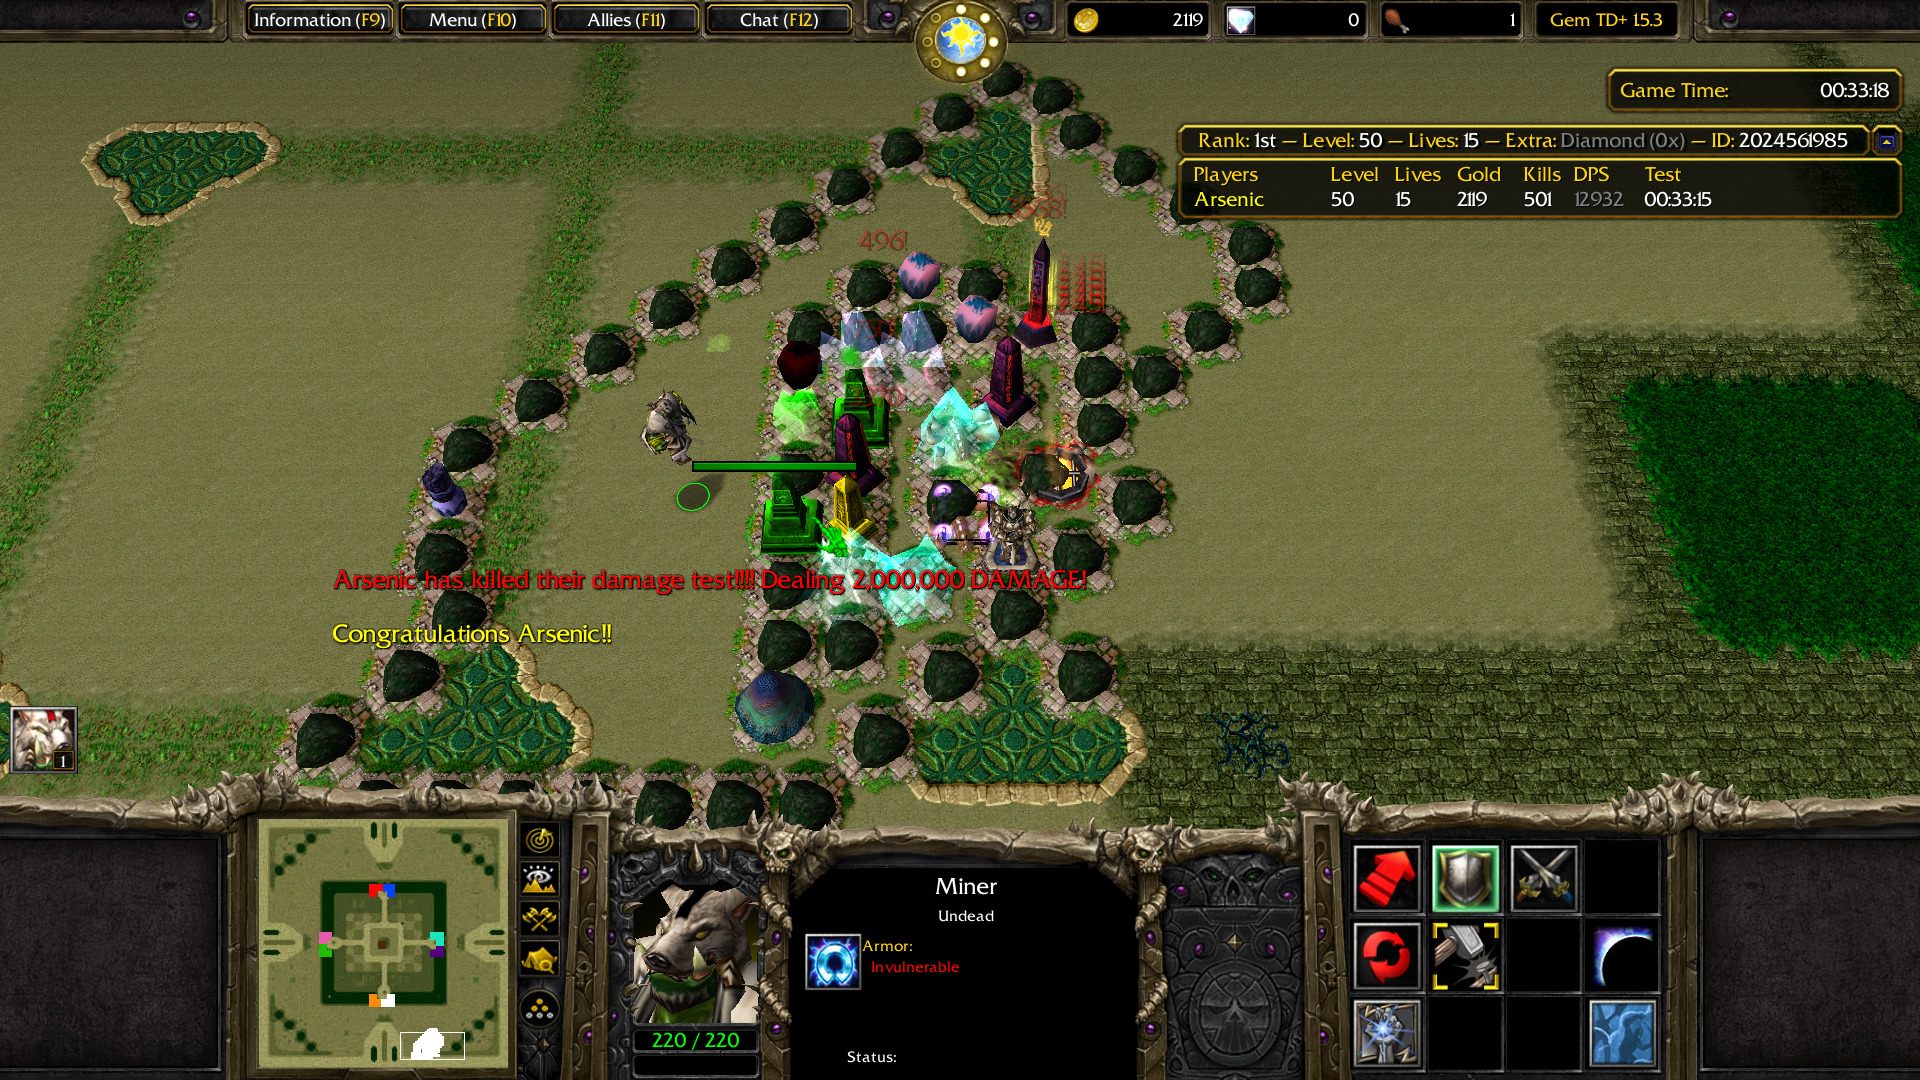 Information (F9) Menu (F10) Allies (F11) Chat (F12) 2119 0 1 Gem TD+ 15.3
Game Time: 00:33:18
Rank: 1st – Level: 50 – Lives: 15 – Extra: Diamond (0x) – ID: 2024561985
Players Level Lives Gold Kills DPS Test
Arsenic 50 15 2119 501 12932 00:33:15
496!
Arsenic has killed their damage test!!!! Dealing 2,000,000 DAMAGE!
Congratulations Arsenic!!
1
Miner
Undead
Armor:
Invulnerable
220 / 220
Status: